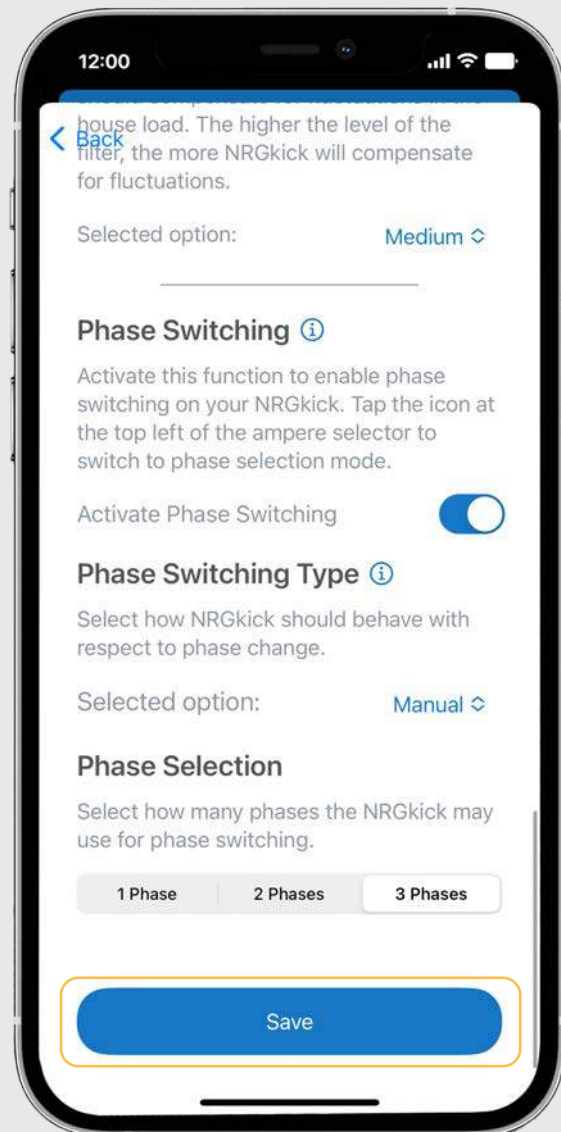 12:00
house load. The higher the level of the
Back
filter, the more NRGkick will compensate
for fluctuations.
Selected option:
Medium
Phase Switching
Activate this function to enable phase
switching on your NRGkick. Tap the icon at
the top left of the ampere selector to
switch to phase selection mode.
Activate Phase Switching
Phase Switching Type
Select how NRGkick should behave with
respect to phase change.
Selected option:
Manual
Phase Selection
Select how many phases the NRGkick may
use for phase switching.
1 Phase
2 Phases
3 Phases
Save